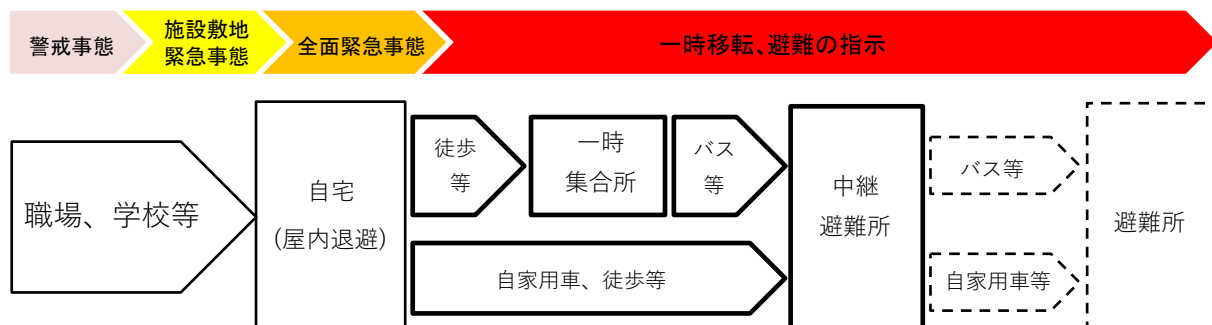 警戒事態
施設敷地
緊急事態
全面緊急事態
一時移転、避難の指示
職場、学校等
自宅
(屋内退避)
徒歩
等
一時
集合所
バス
等
自家用車、徒歩等
中継
避難所
バス等
自家用車等
避難所